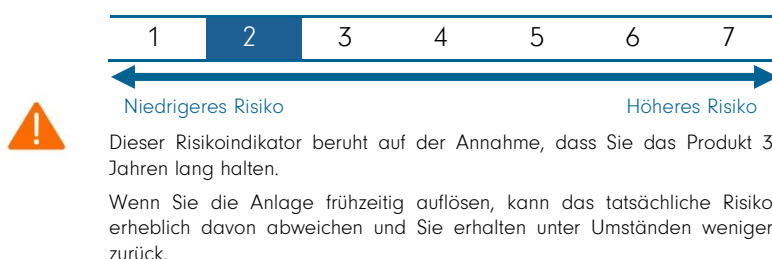 1 2 3 4 5 6 7
Niedrigeres Risiko Höheres Risiko
Dieser Risikoindikator beruht auf der Annahme, dass Sie das Produkt 3
Jahren lang halten.
Wenn Sie die Anlage frühzeitig auflösen, kann das tatsächliche Risiko
erheblich davon abweichen und Sie erhalten unter Umständen weniger
zurück.